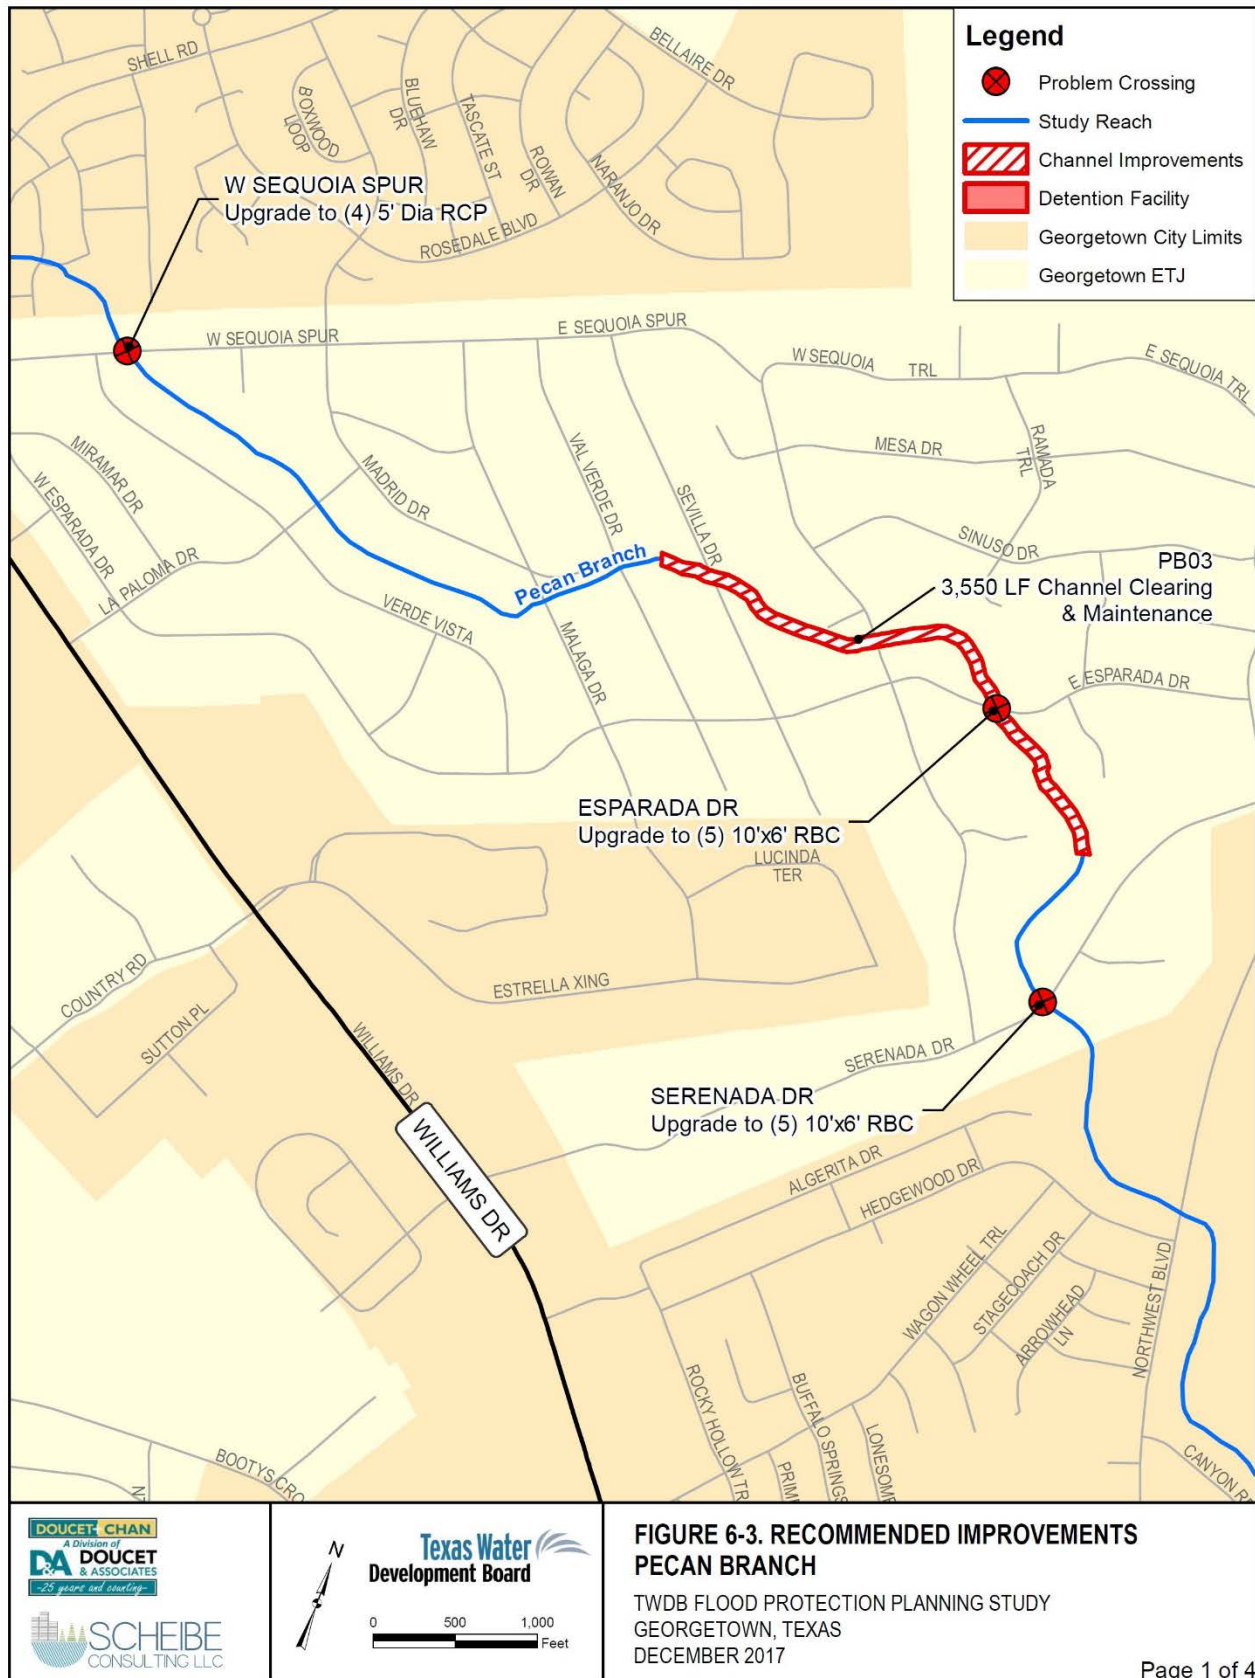 Legend
Problem Crossing
Study Reach
Channel Improvements
Detention Facility
Georgetown City Limits
Georgetown ETJ
SHELL RD
BOXWOOD
LOOP
BLUEHAW
DR
TASCATE ST
ROWAN
DR
BELLAIRE DR
NARANJO DR
ROSEDALE BLVD
W SEQUOIA SPUR
Upgrade to (4) 5' Dia RCP
W SEQUOIA SPUR
E SEQUOIA SPUR
W SEQUOIA
TRL
E SEQUOIA TRL
MESA DR
RAMADA
TRL
MIRAMAR DR
W ESPARADA DR
LA PALOMA DR
MADRID DR
VAL VERDE DR
SEVILLA DR
SINUSO DR
PB03
3,550 LF Channel Clearing
& Maintenance
Pecan Branch
VERDE VISTA
MALAGA DR
E ESPARADA DR
ESPARADA DR
Upgrade to (5) 10'x6' RBC
LUCINDA
TER
COUNTRY RD
SUTTON PL
ESTRELLA XING
WILLIAMS DR
WILLIAMS DR
SERENADA DR
SERENADA DR
Upgrade to (5) 10'x6' RBC
ALGERITA DR
HEDGEWOOD DR
WAGON WHEEL TRL
STAGECOACH DR
ARROWHEAD
LN
NORTHWEST BLVD
ROCKY HOLLOW TR
BUFFALO SPRINGS
PRIM
LONESOME
CANYON R
BOOTYS CRO
DOUCET+CHAN
A Division of
D&A DOUCET
& ASSOCIATES
-25 years and counting-
SCHEIBE
CONSULTING LLC
N
Texas Water
Development Board
0 500 1,000
Feet
FIGURE 6-3. RECOMMENDED IMPROVEMENTS
PECAN BRANCH
TWDB FLOOD PROTECTION PLANNING STUDY
GEORGETOWN, TEXAS
DECEMBER 2017
Page 1 of 4